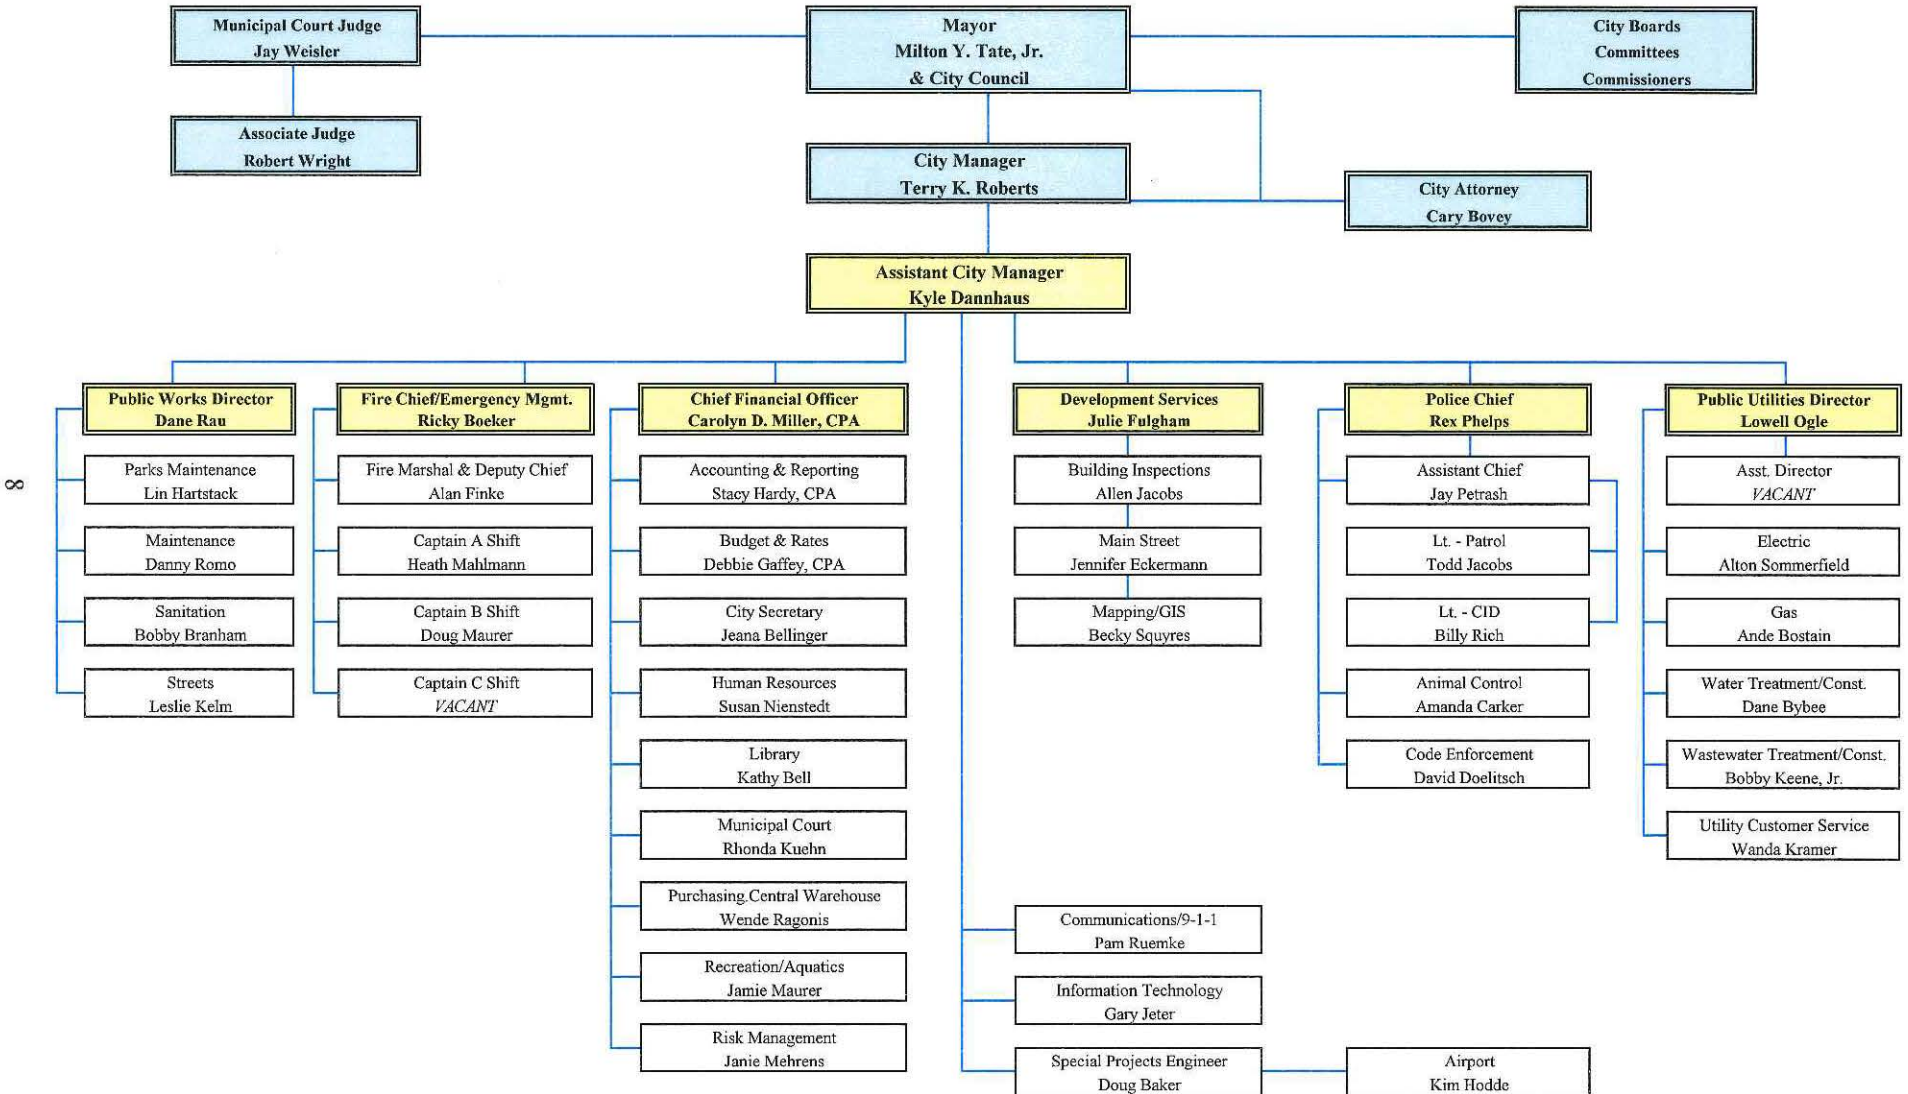 Municipal Court Judge
Jay Weisler
Mayor
Milton Y. Tate, Jr.
& City Council
City Boards
Committees
Commissioners
Associate Judge
Robert Wright
City Manager
Terry K. Roberts
City Attorney
Cary Bovey
Assistant City Manager
Kyle Dannhaus
Public Works Director
Dane Rau
Parks Maintenance
Lin Hartstack
Maintenance
Danny Romo
Sanitation
Bobby Branham
Streets
Leslie Kelm
Fire Chief/Emergency Mgmt.
Ricky Boeker
Fire Marshal & Deputy Chief
Alan Finke
Captain A Shift
Heath Mahlmann
Captain B Shift
Doug Maurer
Captain C Shift
VACANT
Chief Financial Officer
Carolyn D. Miller, CPA
Accounting & Reporting
Stacy Hardy, CPA
Budget & Rates
Debbie Gaffey, CPA
City Secretary
Jeana Bellinger
Human Resources
Susan Nienstedt
Library
Kathy Bell
Municipal Court
Rhonda Kuehn
Purchasing.Central Warehouse
Wende Ragonis
Recreation/Aquatics
Jamie Maurer
Risk Management
Janie Mehrens
Development Services
Julie Fulgham
Building Inspections
Allen Jacobs
Main Street
Jennifer Eckermann
Mapping/GIS
Becky Squyres
Communications/9-1-1
Pam Ruemke
Information Technology
Gary Jeter
Special Projects Engineer
Doug Baker
Airport
Kim Hodde
Police Chief
Rex Phelps
Assistant Chief
Jay Petrash
Lt. - Patrol
Todd Jacobs
Lt. - CID
Billy Rich
Animal Control
Amanda Carker
Code Enforcement
David Doelitsch
Public Utilities Director
Lowell Ogle
Asst. Director
VACANT
Electric
Alton Sommerfield
Gas
Ande Bostain
Water Treatment/Const.
Dane Bybee
Wastewater Treatment/Const.
Bobby Keene, Jr.
Utility Customer Service
Wanda Kramer
8